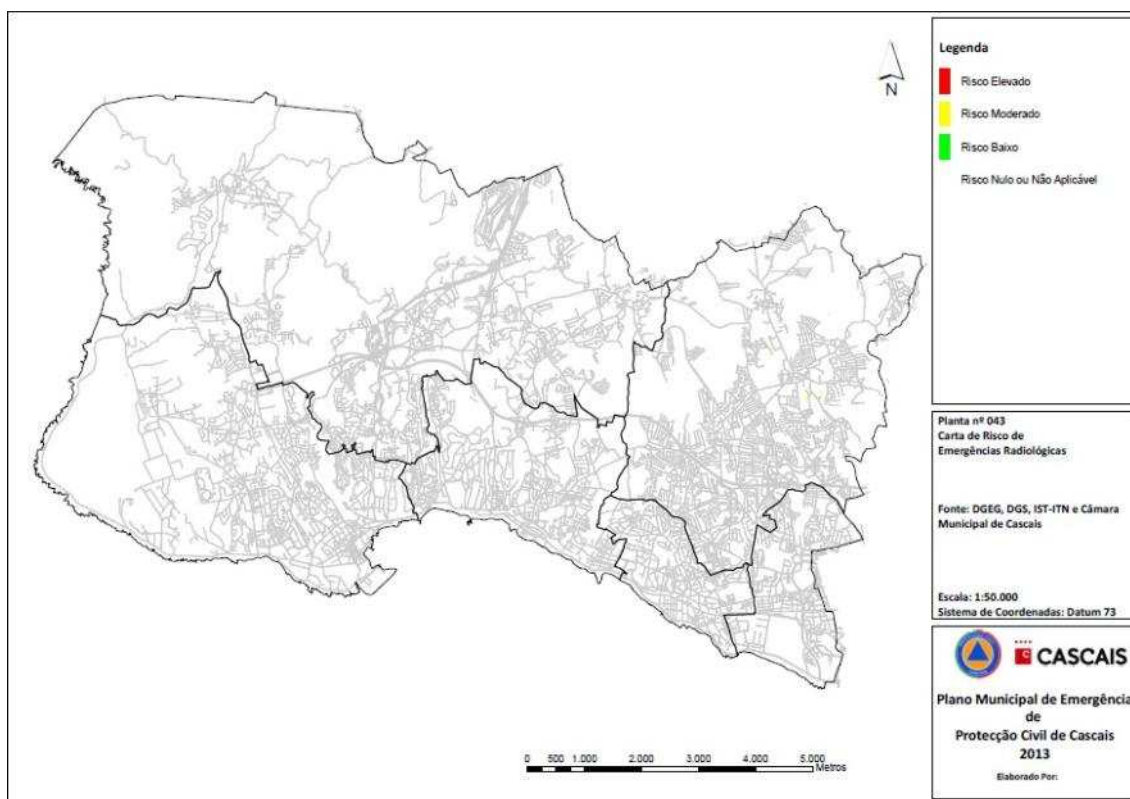 N
Legenda
Risco Elevado
Risco Moderado
Risco Baixo
Risco Nulo ou Não Aplicável
Planta nº 043
Carta de Risco de
Emergências Radiológicas
Fonte: DGEG, DGS, IST-ITN e Câmara
Municipal de Cascais
Escala: 1:50.000
Sistema de Coordenadas: Datum 73
C CASCAIS
Plano Municipal de Emergência
de
Protecção Civil de Cascais
2013
Elaborado Por:
0 500 1.000 2.000 3.000 4.000 5.000
Metros